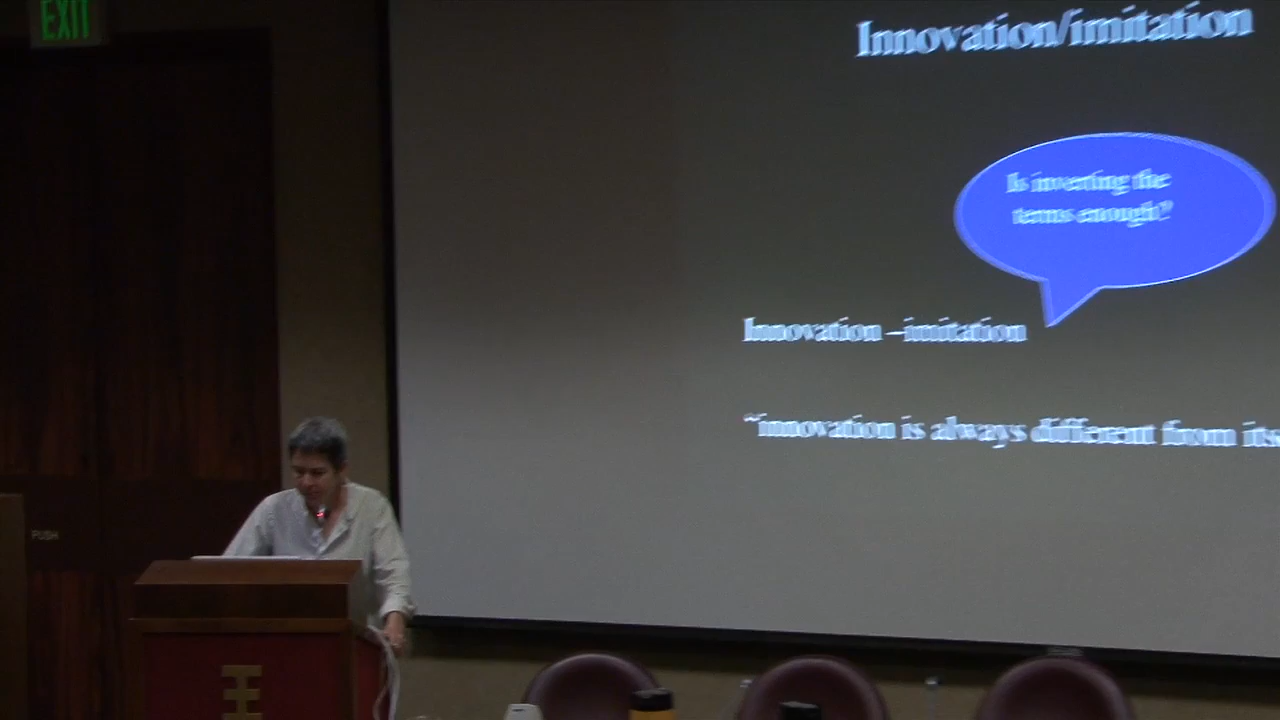 EXIT
Innovation/imitation
Is inverting the
terms enough?
Innovation –imitation
“innovation is always different from its
PUSH